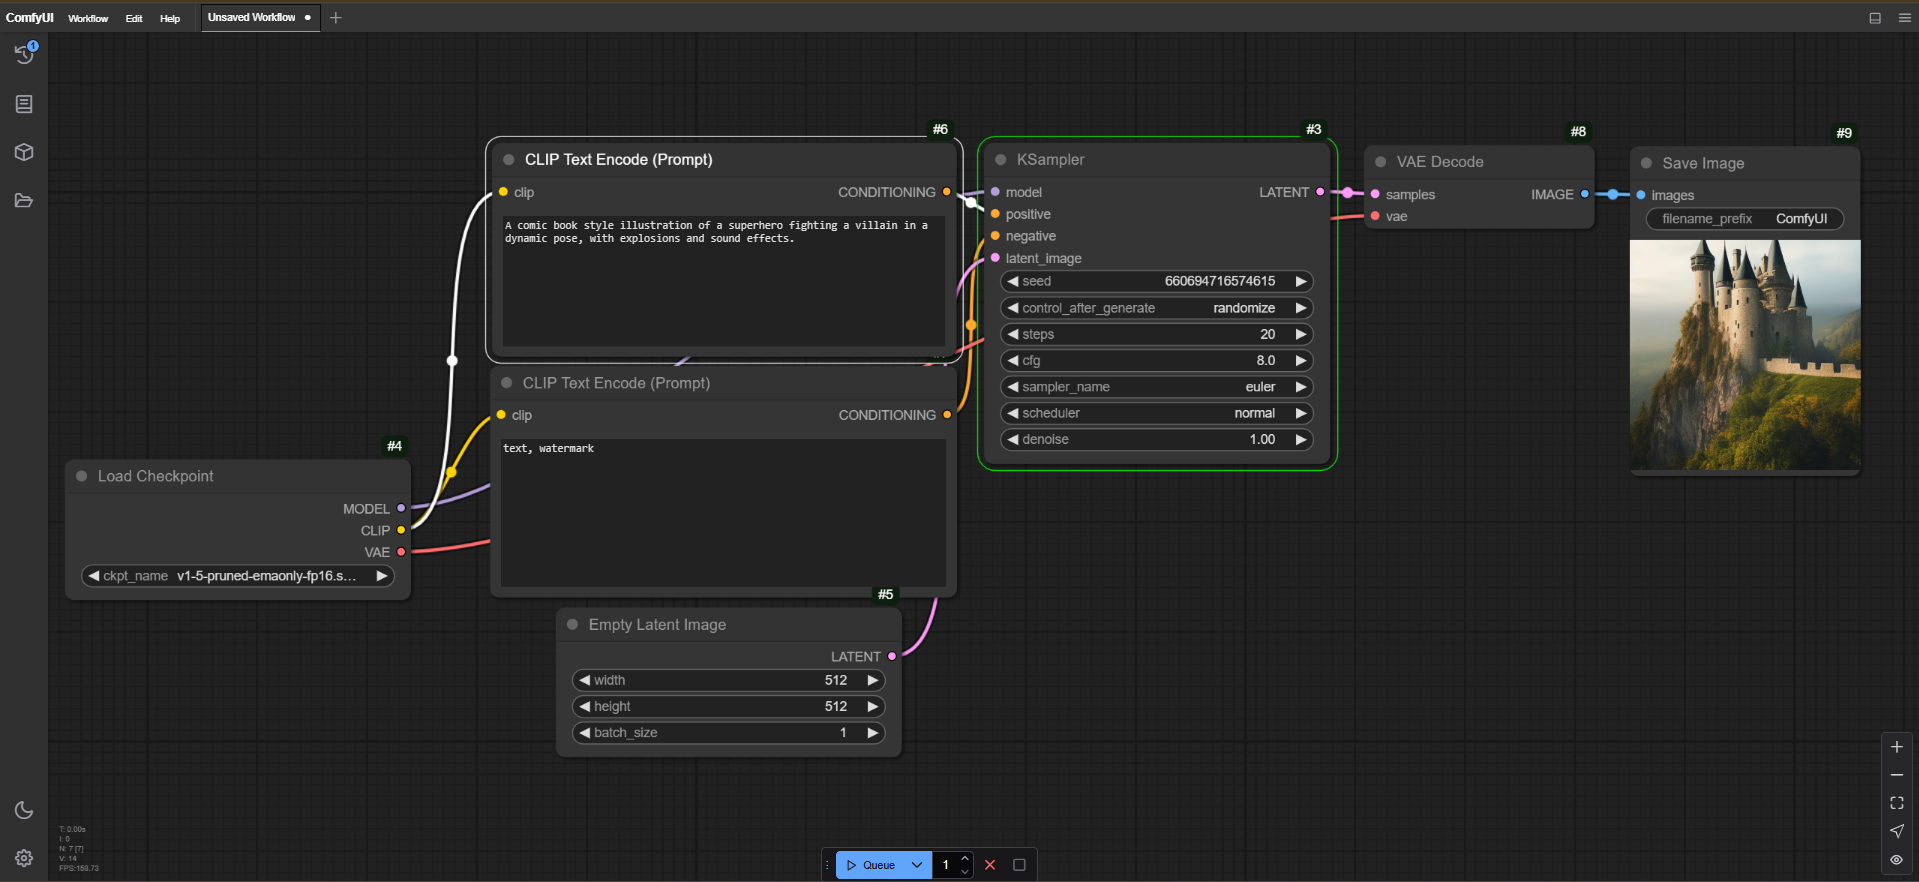 ComfyUI Workflow Edit Help Unsaved Workflow
1
#6
CLIP Text Encode (Prompt)
clip CONDITIONING
A comic book style illustration of a superhero fighting a villain in a
dynamic pose, with explosions and sound effects.
CLIP Text Encode (Prompt)
clip CONDITIONING
text, watermark
#4
Load Checkpoint
MODEL
CLIP
VAE
ckpt_name v1-5-pruned-emaonly-fp16.s...
#5
Empty Latent Image
LATENT
width 512
height 512
batch_size 1
#3
KSampler
model LATENT
positive
negative
latent_image
seed 660694716574615
control_after_generate randomize
steps 20
cfg 8.0
sampler_name euler
scheduler normal
denoise 1.00
#8
VAE Decode
samples IMAGE
vae
#9
Save Image
images
filename_prefix ComfyUI
T: 0.00s
I: 0
N: 7 [7]
V: 14
FPS:158.73
Queue 1